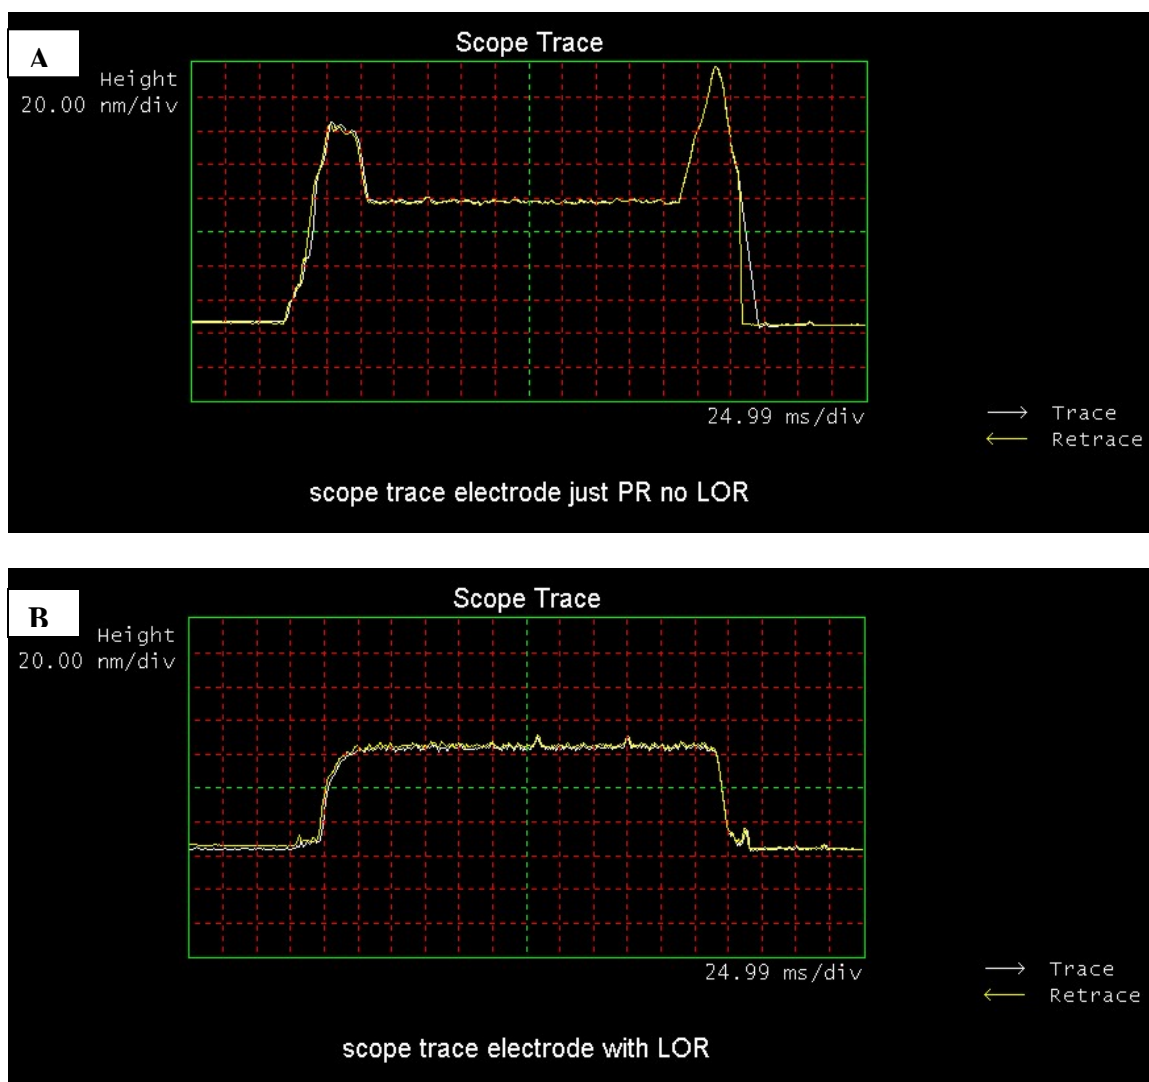 A
Scope Trace
Height
20.00 nm/div
24.99 ms/div
Trace
Retrace
scope trace electrode just PR no LOR
B
Scope Trace
Height
20.00 nm/div
24.99 ms/div
Trace
Retrace
scope trace electrode with LOR